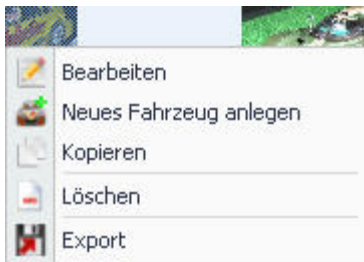 Bearbeiten
Neues Fahrzeug anlegen
Kopieren
Löschen
Export